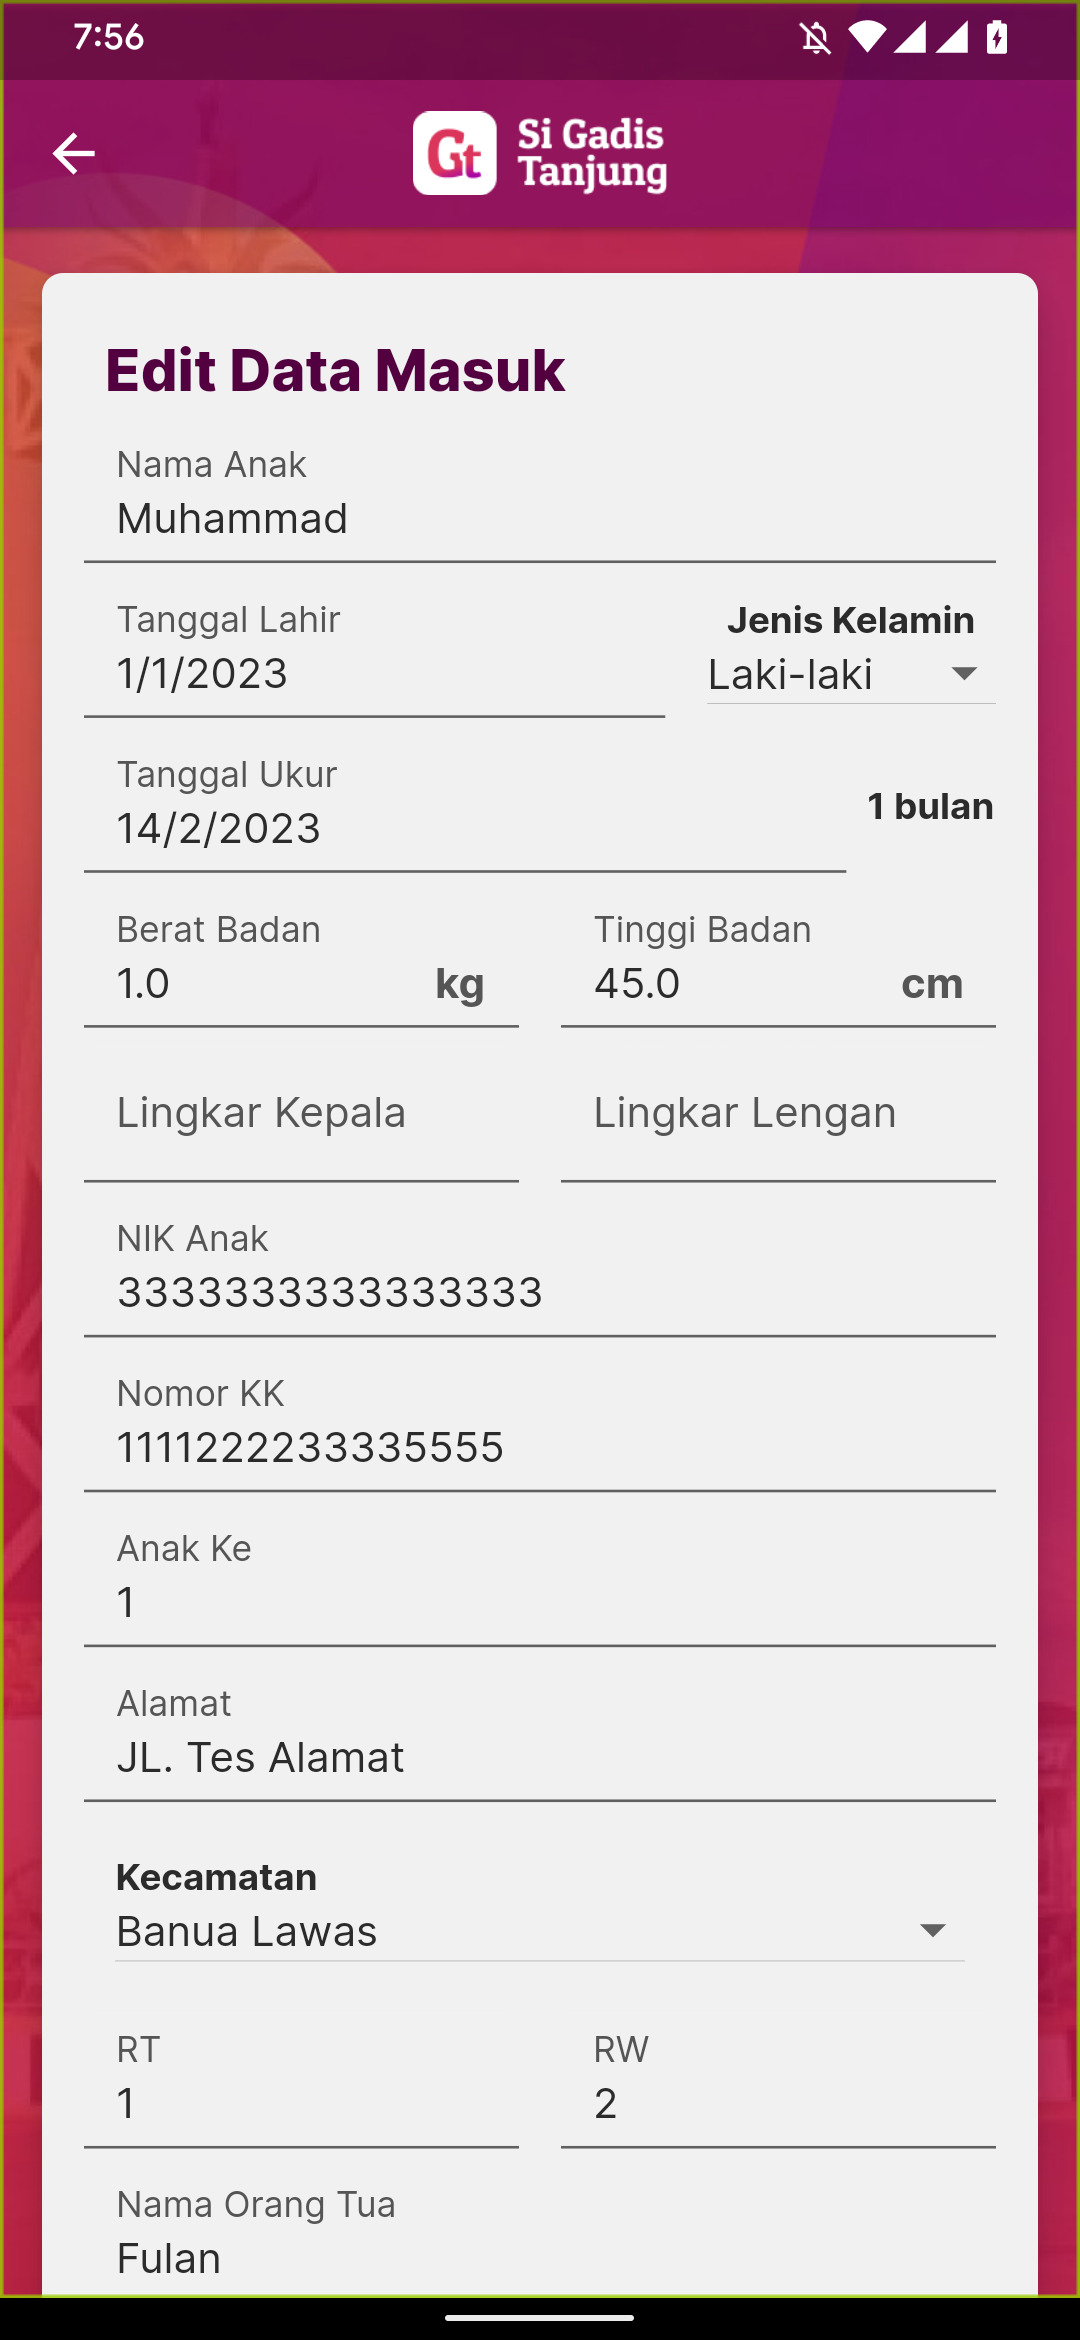 7:56
Gt
Si Gadis
Tanjung
Edit Data Masuk
Nama Anak
Muhammad
Tanggal Lahir
1/1/2023
Jenis Kelamin
Laki-laki
Tanggal Ukur
14/2/2023
1 bulan
Berat Badan
1.0 kg
Tinggi Badan
45.0 cm
Lingkar Kepala
Lingkar Lengan
NIK Anak
3333333333333333
Nomor KK
1111222233335555
Anak Ke
1
Alamat
JL. Tes Alamat
Kecamatan
Banua Lawas
RT
1
RW
2
Nama Orang Tua
Fulan